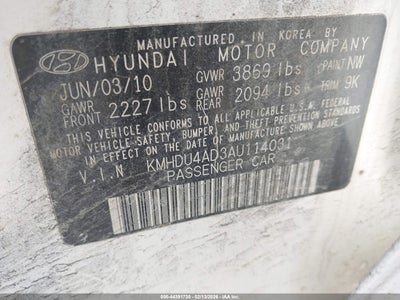 MANUFACTURED IN KOREA BY
HYUNDAI MOTOR COMPANY
JUN/03/10 GVWR 3869 lbs PAINT NW
GAWR FRONT 2227 lbs GAWR REAR 2094 lbs TRIM 9K
THIS VEHICLE CONFORMS TO ALL APPLICABLE U.S. FEDERAL
MOTOR VEHICLE SAFETY, BUMPER, AND THEFT PREVENTION
STANDARDS IN EFFECT ON THE DATE OF MANUFACTURE SHOWN ABOVE.
V.I.N KMHDU4AD3AU114031
PASSENGER CAR